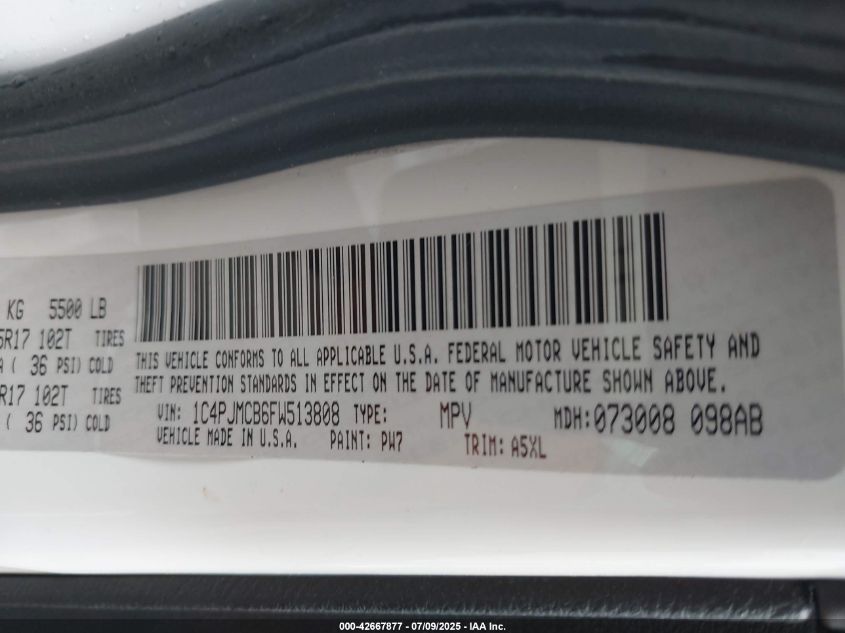 KG 5500 LB
5R17 102T TIRES
( 36 PSI) COLD
R17 102T TIRES
( 36 PSI) COLD
THIS VEHICLE CONFORMS TO ALL APPLICABLE U.S.A. FEDERAL MOTOR VEHICLE SAFETY AND
THEFT PREVENTION STANDARDS IN EFFECT ON THE DATE OF MANUFACTURE SHOWN ABOVE.
VIN: 1C4PJMCB6FW513808 TYPE: MPV MDH:073008 098AB
VEHICLE MADE IN U.S.A. PAINT: PW7 TRIM: A5XL
000-42667877 - 07/09/2025 - IAA Inc.